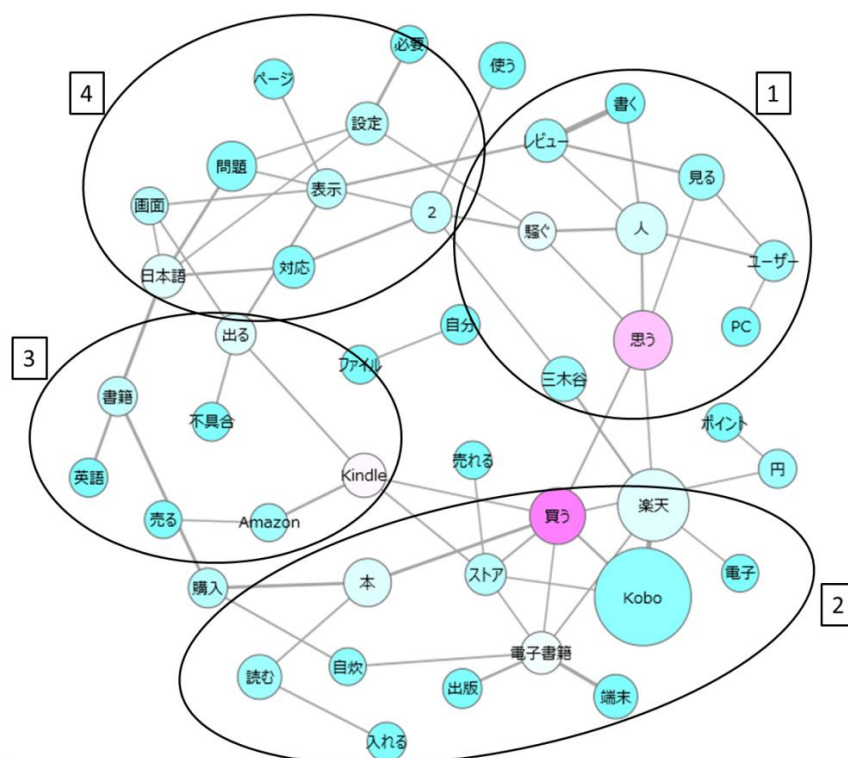 必要
使う
ページ
4
1
書く
設定
レビュー
問題
見る
表示
画面
2
騒ぐ
人
ユーザー
対応
日本語
PC
自分
出る
思う
3
ファイル
三木谷
書籍
不具合
ポイント
売れる
円
英語
Kindle
楽天
買う
売る
Amazon
電子
ストア
本
購入
Kobo
2
電子書籍
自炊
読む
出版
端末
入れる